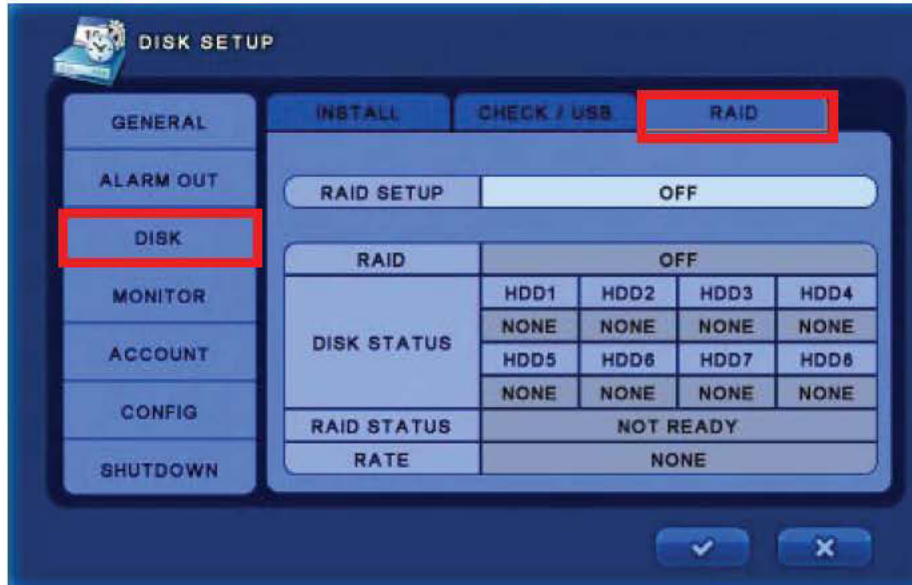 DISK SETUP
GENERAL
ALARM OUT
DISK
MONITOR
ACCOUNT
CONFIG
SHUTDOWN
INSTALL CHECK / USB RAID
RAID SETUP OFF
RAID OFF
DISK STATUS
HDD1 HDD2 HDD3 HDD4
NONE NONE NONE NONE
HDD5 HDD6 HDD7 HDD8
NONE NONE NONE NONE
RAID STATUS NOT READY
RATE NONE